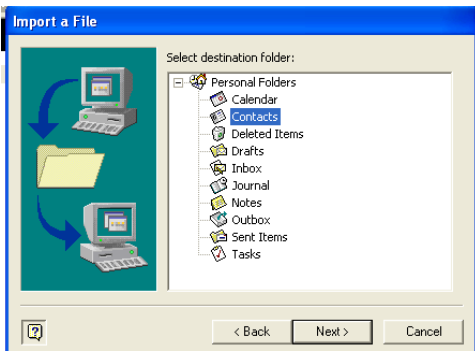 Import a File
Select destination folder:
Personal Folders
Calendar
Contacts
Deleted Items
Drafts
Inbox
Journal
Notes
Outbox
Sent Items
Tasks
< Back
Next >
Cancel